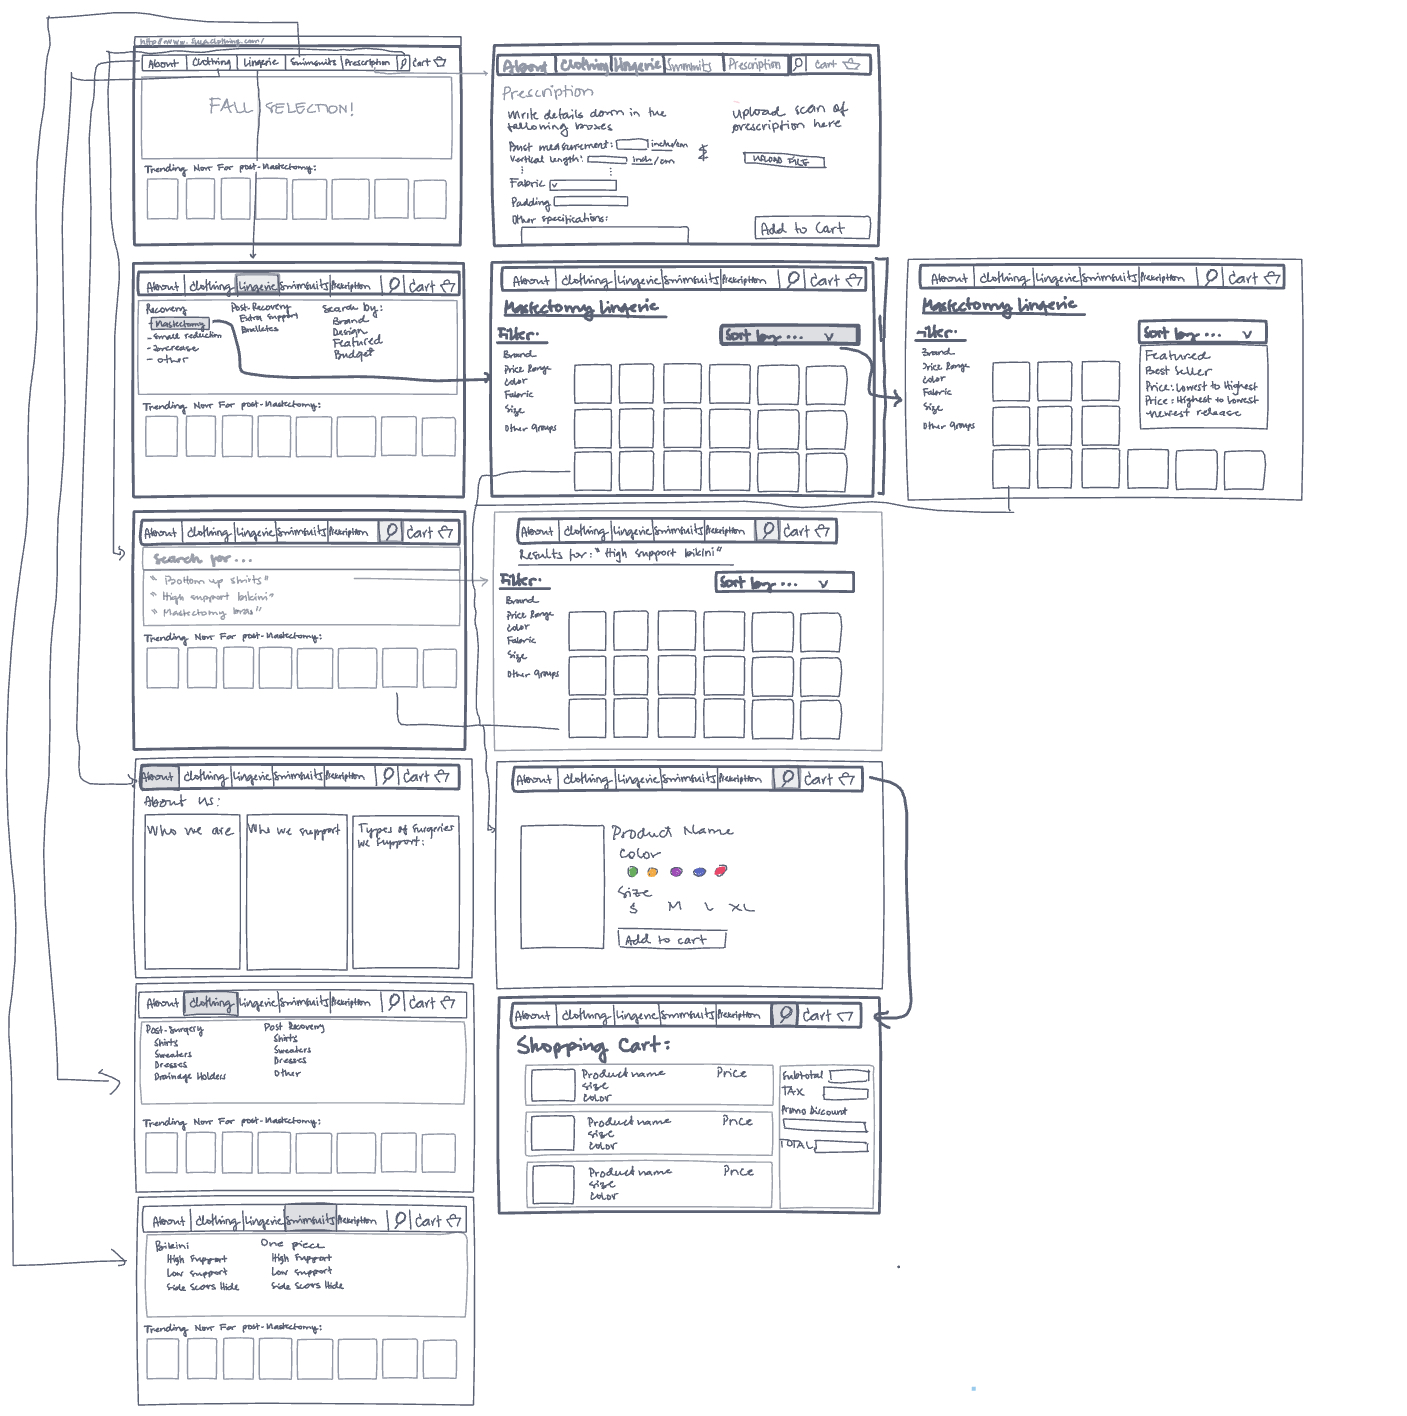 About Clothing Lingerie Swimsuits Prescription Cart
FALL SELECTION!
Trending Now For post-Mastectomy:
About Clothing Lingerie Swimsuits Prescription Cart
Prescription
Write details down in the
following boxes
Bust measurement: inch/cm
Vertical length: inch/cm
Fabric
Padding
Other specifications:
upload scan of
prescription here
UPLOAD FILE
Add to Cart
About Clothing Lingerie Swimsuits Prescription Cart
Recovery
- Mastectomy
- Small reduction
- Increase
- other
Post-Recovery
Extra Support
Bralletes
Search by:
Brand
Design
Featured
Budget
Trending Now For post-Mastectomy:
About Clothing Lingerie Swimsuits Prescription Cart
Mastectomy Lingerie
Filter:
Brand
Price Range
Color
Fabric
Size
Other Groups
Sort by... v
About Clothing Lingerie Swimsuits Prescription Cart
Mastectomy Lingerie
Filter:
Brand
Price Range
Color
Fabric
Size
Other Groups
Sort by... v
Featured
Best Seller
Price: Lowest to Highest
Price: Highest to Lowest
Newest release
About Clothing Lingerie Swimsuits Prescription Cart
Search for...
"Bottom up shirts"
"High support bikini"
"Mastectomy bras"
Trending Now For post-Mastectomy:
About Clothing Lingerie Swimsuits Prescription Cart
Results for: "High support bikini"
Filter:
Brand
Price Range
Color
Fabric
Size
Other Groups
Sort by... v
About Clothing Lingerie Swimsuits Prescription Cart
About us:
Who we are
Who we support
Types of Surgeries
We Support:
About Clothing Lingerie Swimsuits Prescription Cart
Product Name
Color
Size
S M L XL
Add to cart
About Clothing Lingerie Swimsuits Prescription Cart
Post-Surgery
Shirts
Sweaters
Dresses
Drainage Holders
Post Recovery
Shirts
Sweaters
Dresses
Other
Trending Now For post-Mastectomy:
About Clothing Lingerie Swimsuits Prescription Cart
Shopping Cart:
Product name Price
Size
Color
Product name Price
Size
Color
Product name Price
Size
Color
Subtotal
TAX
Promo Discount
TOTAL
About Clothing Lingerie Swimsuits Prescription Cart
Bikini
High Support
Low support
Side Scars Hide
One piece
High Support
Low support
Side Scars Hide
Trending Now For post-Mastectomy: